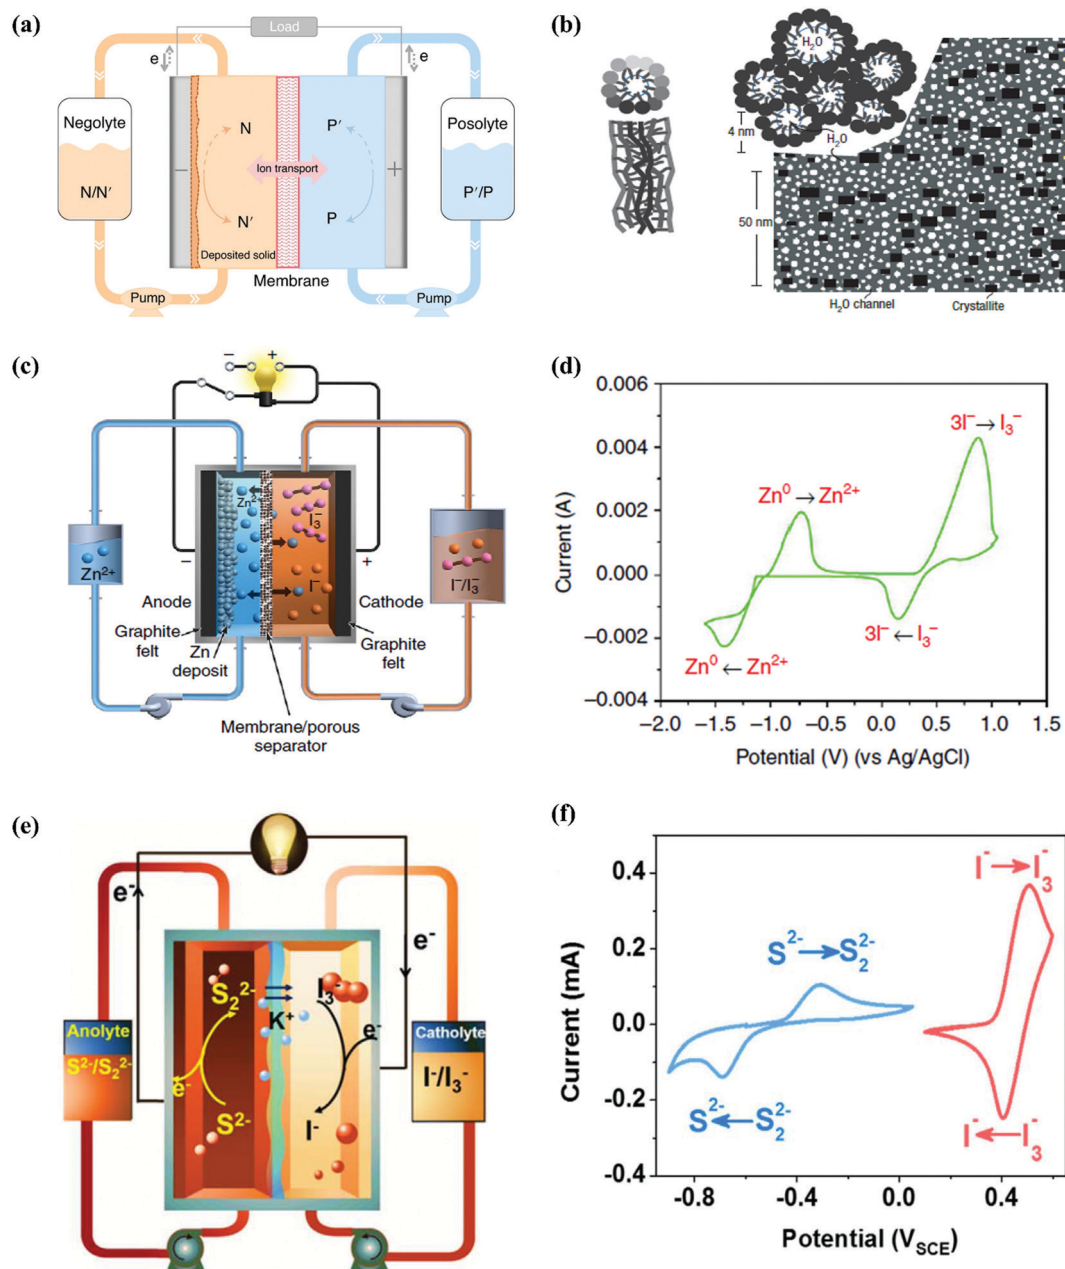 (a)
Load
e
e
Negolyte
N/N′
N
N′
Deposited solid
−
Ion transport
P′
P
+
Posolyte
P′/P
Membrane
Pump
Pump
(b)
H₂O
4 nm
H₂O
50 nm
H₂O channel
Crystallite
(c)
− +
Zn²⁺
−
Zn²⁺
I₃⁻
I⁻
+
I⁻/I₃⁻
Anode
Cathode
Graphite
felt
Zn
deposit
Graphite
felt
Membrane/porous
separator
(d)
0.006
0.004
0.002
0.000
−0.002
−0.004
Current (A)
3I⁻ → I₃⁻
Zn⁰ → Zn²⁺
3I⁻ ← I₃⁻
Zn⁰ ← Zn²⁺
−2.0 −1.5 −1.0 −0.5 0.0 0.5 1.0 1.5
Potential (V) (vs Ag/AgCl)
(e)
e⁻
e⁻
Anolyte
S²⁻/S₂²⁻
S₂²⁻
K⁺
I₃⁻
e⁻
e⁻
S²⁻
I⁻
Catholyte
I⁻/I₃⁻
(f)
0.4
0.2
0.0
-0.2
-0.4
Current (mA)
I⁻ → I₃⁻
S²⁻ → S₂²⁻
S²⁻ ← S₂²⁻
I⁻ ← I₃⁻
-0.8 -0.4 0.0 0.4
Potential (V_SCE)